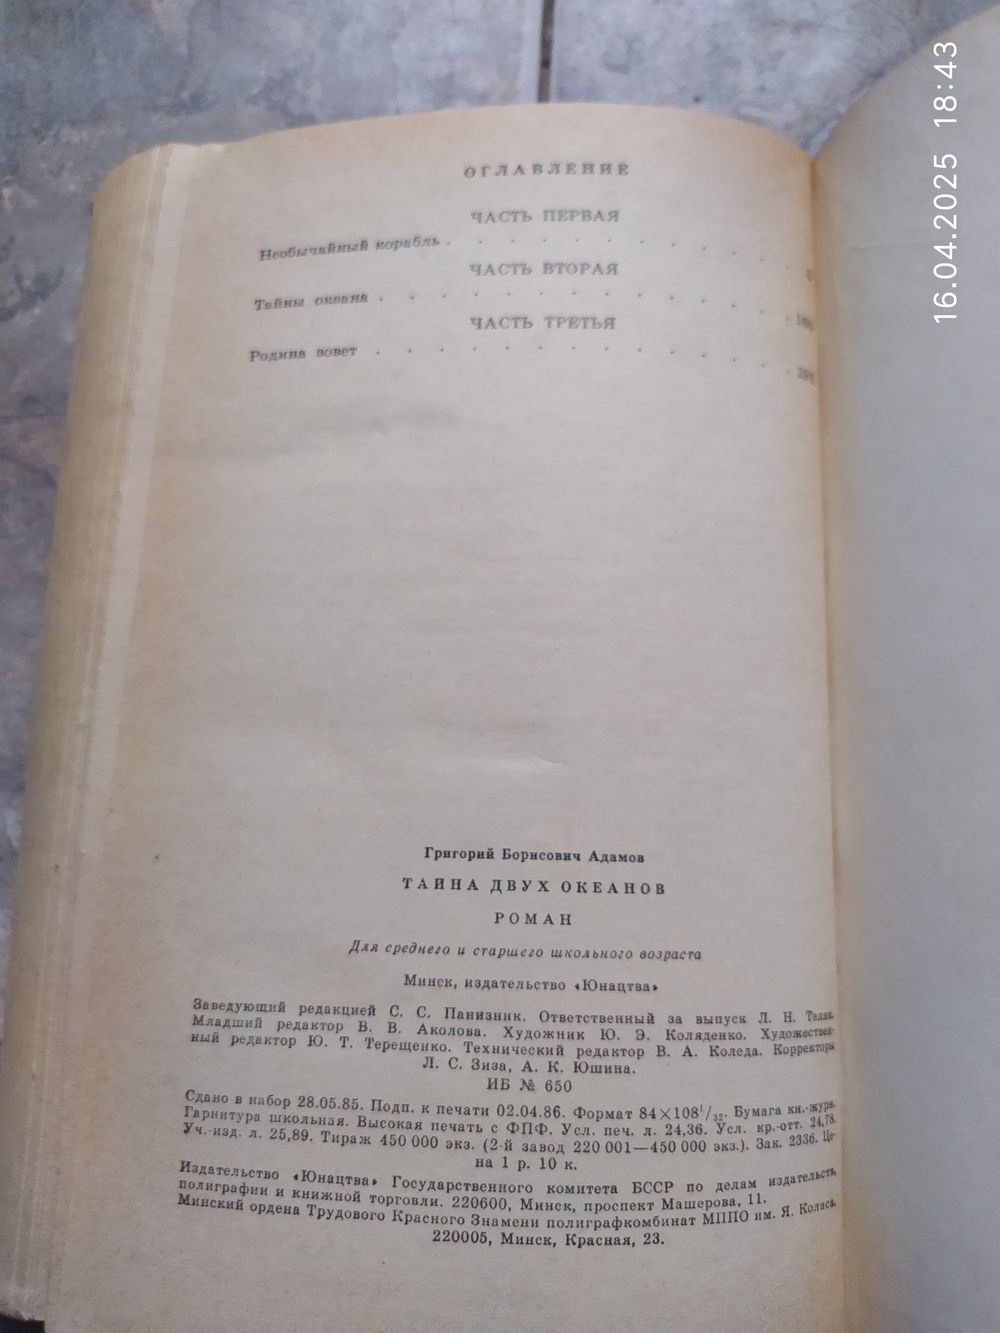 ОГЛАВЛЕНИЕ
ЧАСТЬ ПЕРВАЯ
Необычайный корабль . . . . . . . . . . .
ЧАСТЬ ВТОРАЯ
Тайны океана . . . . . . . . . . . . .
ЧАСТЬ ТРЕТЬЯ
Родина зовет . . . . . . . . . . . . .
Григорий Борисович Адамов
ТАЙНА ДВУХ ОКЕАНОВ
РОМАН
Для среднего и старшего школьного возраста
Минск, издательство «Юнацтва»
Заведующий редакцией С. С. Панизник. Ответственный за выпуск Л. Н.
Младший редактор В. В. Аколова. Художник Ю. Э. Коляденко. Художествен-
ный редактор Ю. Т. Терещенко. Технический редактор В. А. Коледа. Корректоры
Л. С. Зиза, А. К. Юшина.
ИБ № 650
Сдано в набор 28.05.85. Подп. к печати 02.04.86. Формат 84×108¹/₃₂. Бумага кн.-журн.
Гарнитура школьная. Высокая печать с ФПФ. Усл. печ. л. 24,36. Усл. кр.-отт. 24,78.
Уч.-изд. л. 25,89. Тираж 450 000 экз. (2-й завод 220 001—450 000 экз.). Зак. 2336. Це-
на 1 р. 10 к.
Издательство «Юнацтва» Государственного комитета БССР по делам издательств,
полиграфии и книжной торговли. 220600, Минск, проспект Машерова, 11.
Минский ордена Трудового Красного Знамени полиграфкомбинат МППО им. Я. Коласа.
220005, Минск, Красная, 23.
16.04.2025 18:43